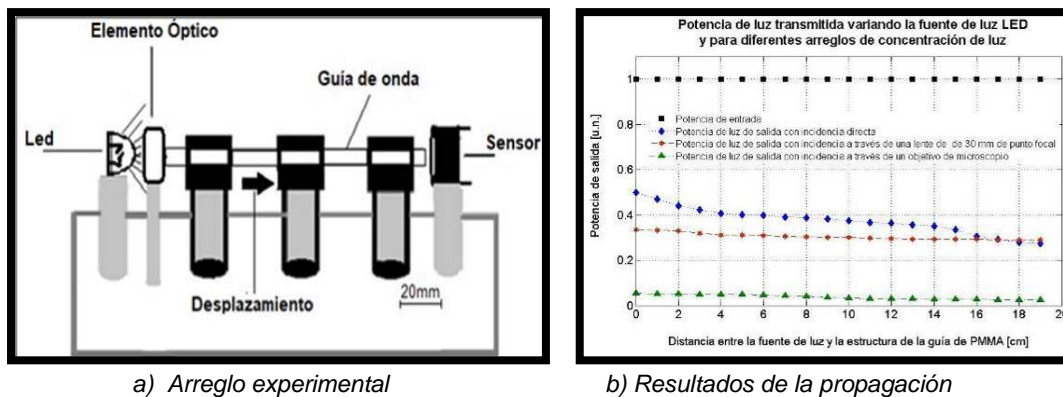 Elemento Óptico
Guía de onda
Led
Sensor
Desplazamiento
20mm
a) Arreglo experimental
Potencia de luz transmitida variando la fuente de luz LED
y para diferentes arreglos de concentración de luz
Potencia de salida [u.n.]
1
0.8
0.6
0.4
0.2
0
Potencia de entrada
Potencia de luz de salida con incidencia directa
Potencia de luz de salida con incidencia a través de una lente de de 30 mm de punto focal
Potencia de luz de salida con incidencia a través de un objetivo de microscopio
0 2 4 6 8 10 12 14 16 18 20
Distancia entre la fuente de luz y la estructura de la guía de PMMA [cm]
b) Resultados de la propagación